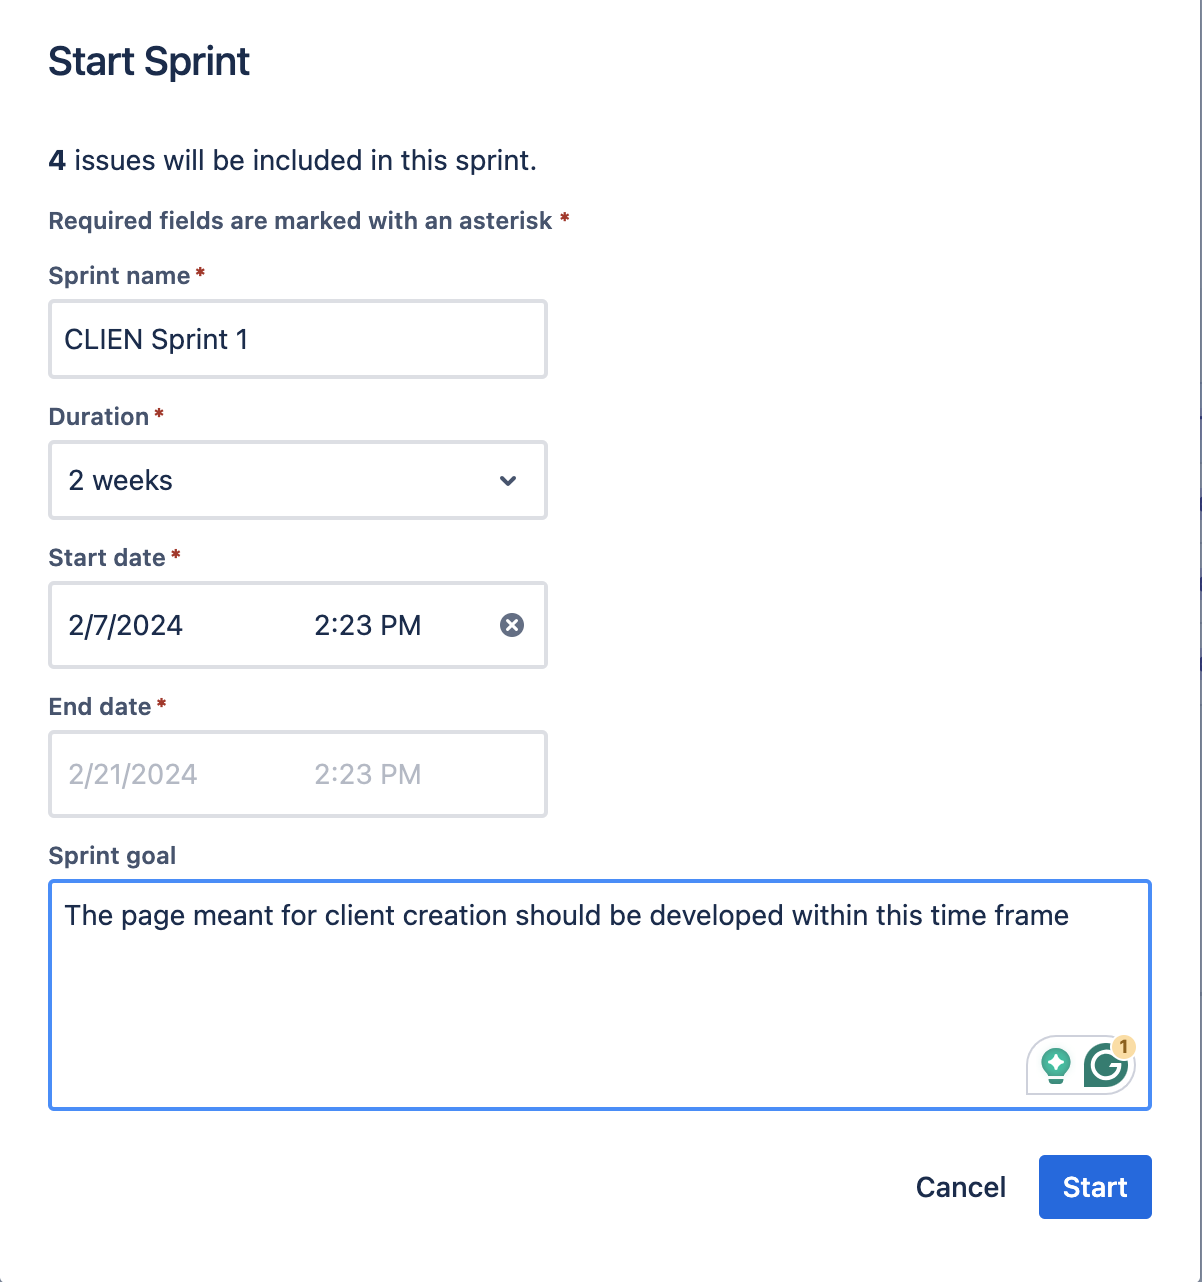 Start Sprint
4 issues will be included in this sprint.
Required fields are marked with an asterisk *
Sprint name *
CLIEN Sprint 1
Duration *
2 weeks
Start date *
2/7/2024 2:23 PM
End date *
2/21/2024 2:23 PM
Sprint goal
The page meant for client creation should be developed within this time frame
1
Cancel Start